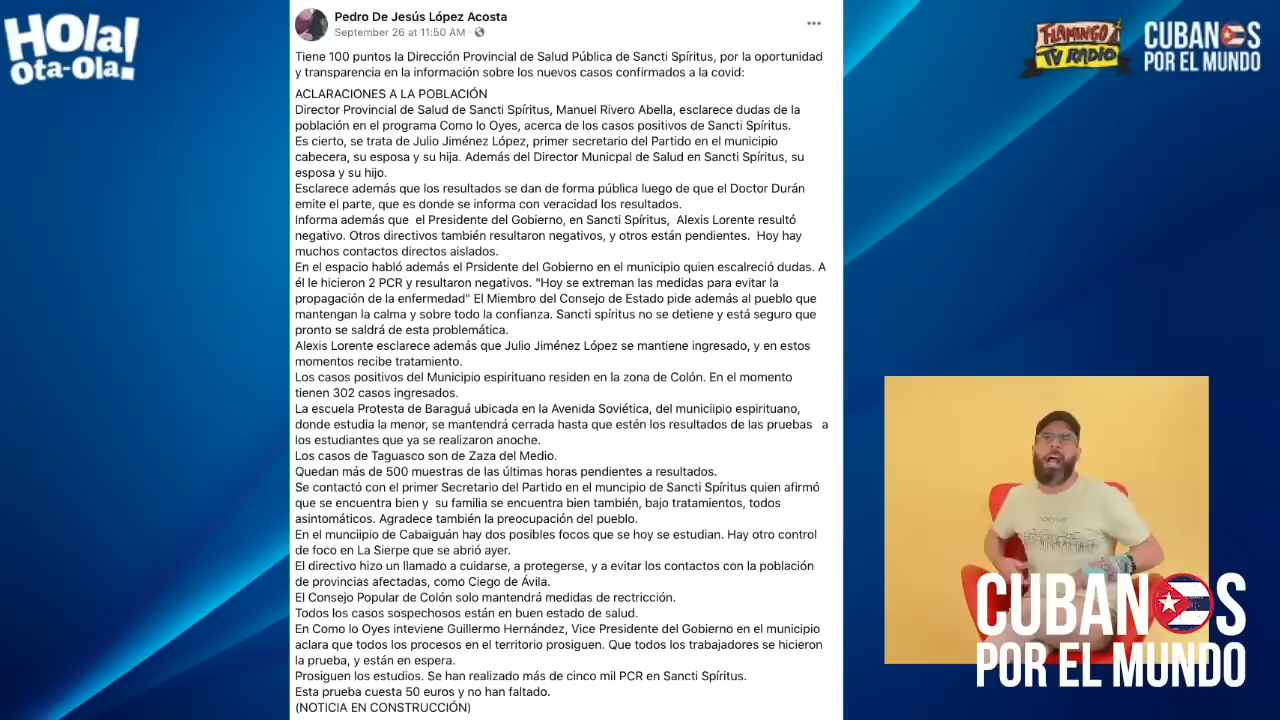 HOla!
Ota-Ola!
Pedro De Jesús López Acosta
September 26 at 11:50 AM ·
Tiene 100 puntos la Dirección Provincial de Salud Pública de Sancti Spíritus, por la oportunidad
y transparencia en la información sobre los nuevos casos confirmados a la covid:
ACLARACIONES A LA POBLACIÓN
Director Provincial de Salud de Sancti Spíritus, Manuel Rivero Abella, esclarece dudas de la
población en el programa Como lo Oyes, acerca de los casos positivos de Sancti Spíritus.
Es cierto, se trata de Julio Jiménez López, primer secretario del Partido en el municipio
cabecera, su esposa y su hija. Además del Director Municpal de Salud en Sancti Spíritus, su
esposa y su hijo.
Esclarece además que los resultados se dan de forma pública luego de que el Doctor Durán
emite el parte, que es donde se informa con veracidad los resultados.
Informa además que el Presidente del Gobierno, en Sancti Spíritus, Alexis Lorente resultó
negativo. Otros directivos también resultaron negativos, y otros están pendientes. Hoy hay
muchos contactos directos aislados.
En el espacio habló además el Prsidente del Gobierno en el municipio quien escalreció dudas. A
él le hicieron 2 PCR y resultaron negativos. "Hoy se extreman las medidas para evitar la
propagación de la enfermedad" El Miembro del Consejo de Estado pide además al pueblo que
mantengan la calma y sobre todo la confianza. Sancti spíritus no se detiene y está seguro que
pronto se saldrá de esta problemática.
Alexis Lorente esclarece además que Julio Jiménez López se mantiene ingresado, y en estos
momentos recibe tratamiento.
Los casos positivos del Municipio espirituano residen en la zona de Colón. En el momento
tienen 302 casos ingresados.
La escuela Protesta de Baraguá ubicada en la Avenida Soviética, del municiipio espirituano,
donde estudia la menor, se mantendrá cerrada hasta que estén los resultados de las pruebas a
los estudiantes que ya se realizaron anoche.
Los casos de Taguasco son de Zaza del Medio.
Quedan más de 500 muestras de las últimas horas pendientes a resultados.
Se contactó con el primer Secretario del Partido en el muncipio de Sancti Spíritus quien afirmó
que se encuentra bien y su familia se encuentra bien también, bajo tratamientos, todos
asintomáticos. Agradece también la preocupación del pueblo.
En el munciipio de Cabaiguán hay dos posibles focos que se hoy se estudian. Hay otro control
de foco en La Sierpe que se abrió ayer.
El directivo hizo un llamado a cuidarse, a protegerse, y a evitar los contactos con la población
de provincias afectadas, como Ciego de Ávila.
El Consejo Popular de Colón solo mantendrá medidas de rectricción.
Todos los casos sospechosos están en buen estado de salud.
En Como lo Oyes inteviene Guillermo Hernández, Vice Presidente del Gobierno en el municipio
aclara que todos los procesos en el territorio prosiguen. Que todos los trabajadores se hicieron
la prueba, y están en espera.
Prosiguen los estudios. Se han realizado más de cinco mil PCR en Sancti Spíritus.
Esta prueba cuesta 50 euros y no han faltado.
(NOTICIA EN CONSTRUCCIÓN)
FLAMINGO
TV RADIO
CUBANOS
POR EL MUNDO
CUBANOS
POR EL MUNDO